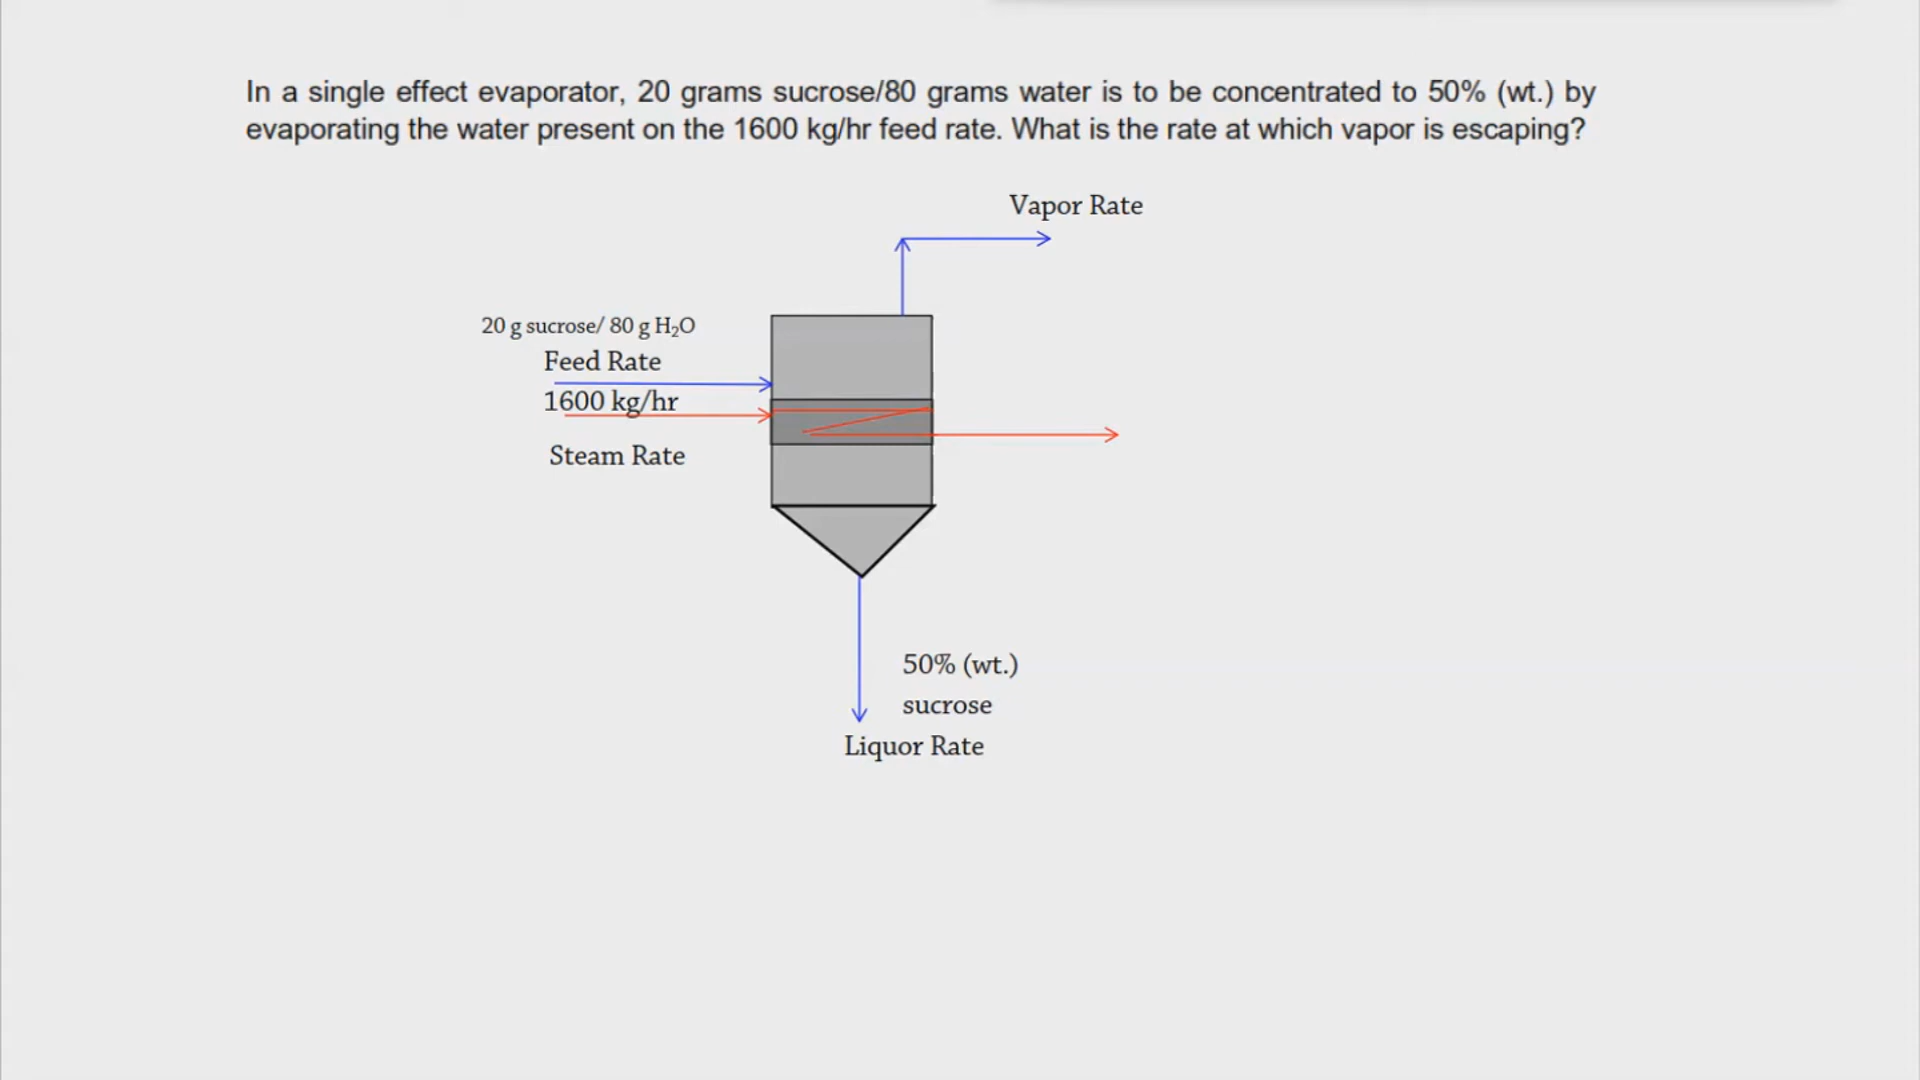 In a single effect evaporator, 20 grams sucrose/80 grams water is to be concentrated to 50% (wt.) by
evaporating the water present on the 1600 kg/hr feed rate. What is the rate at which vapor is escaping?
Vapor Rate
20 g sucrose/ 80 g H₂O
Feed Rate
1600 kg/hr
Steam Rate
50% (wt.)
sucrose
Liquor Rate